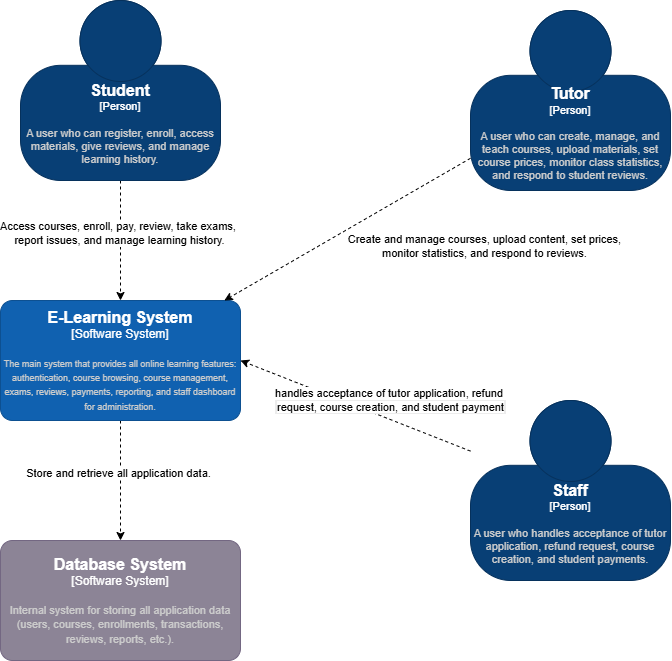 Student
[Person]
A user who can register, enroll, access
materials, give reviews, and manage
learning history.
Tutor
[Person]
A user who can create, manage, and
teach courses, upload materials, set
course prices, monitor class statistics,
and respond to student reviews.
Access courses, enroll, pay, review, take exams,
report issues, and manage learning history.
Create and manage courses, upload content, set prices,
monitor statistics, and respond to reviews.
E-Learning System
[Software System]
The main system that provides all online learning features:
authentication, course browsing, course management,
exams, reviews, payments, reporting, and staff dashboard
for administration.
handles acceptance of tutor application, refund
request, course creation, and student payment
Store and retrieve all application data.
Staff
[Person]
A user who handles acceptance of tutor
application, refund request, course
creation, and student payments.
Database System
[Software System]
Internal system for storing all application data
(users, courses, enrollments, transactions,
reviews, reports, etc.).